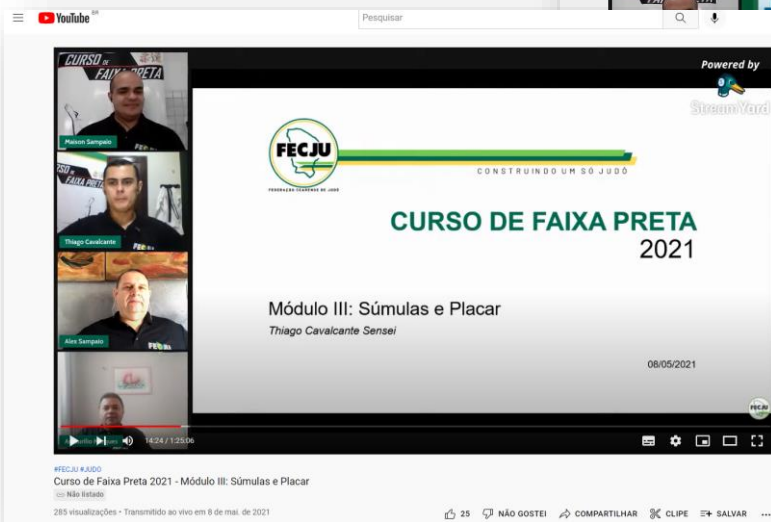 YouTube BR
Pesquisar
CURSO DE
FAIXA PRETA
Powered by
StreamYard
Maison Sampaio
FECJU
FEDERAÇÃO CEARENSE DE JUDÔ
CONSTRUINDO UM SÓ JUDÔ
CURSO DE FAIXA PRETA
2021
FAIXA PRETA
Thiago Cavalcante
Módulo III: Súmulas e Placar
Thiago Cavalcante Sensei
Alex Sampaio
08/05/2021
FECJU
14:24 / 1:25:06
#FECJU #JUDO
Curso de Faixa Preta 2021 - Módulo III: Súmulas e Placar
Não listado
285 visualizações • Transmitido ao vivo em 8 de mai. de 2021
25 NÃO GOSTEI COMPARTILHAR CLIPE SALVAR